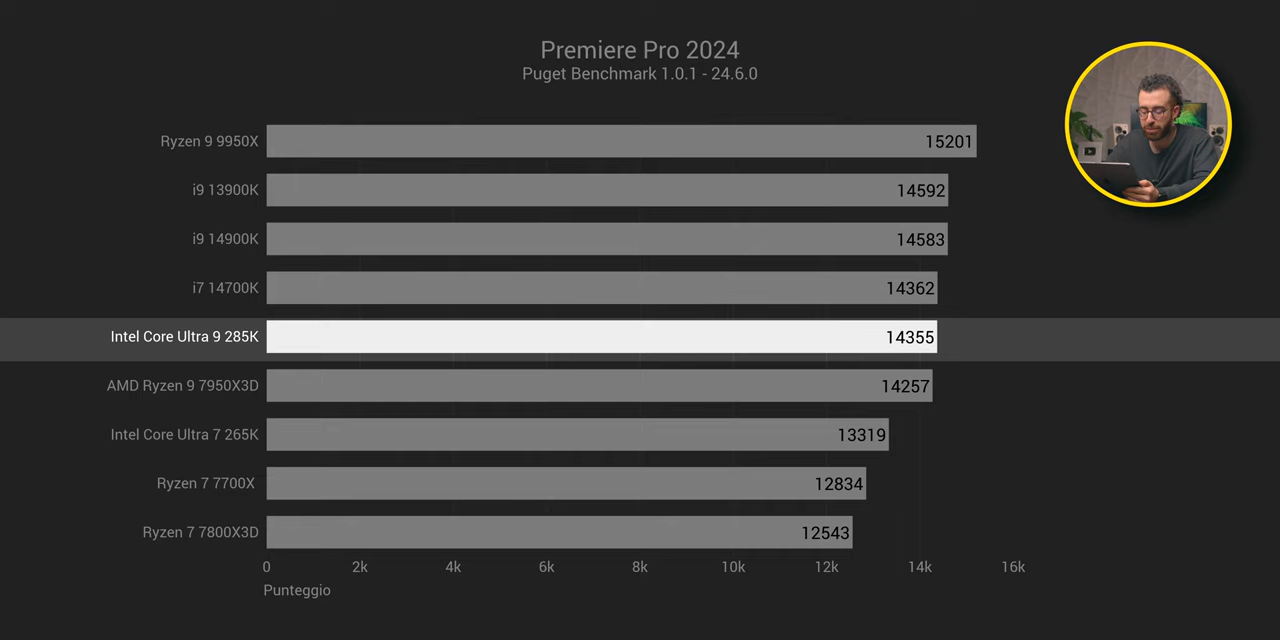 Premiere Pro 2024
Puget Benchmark 1.0.1 - 24.6.0
Ryzen 9 9950X 15201
i9 13900K 14592
i9 14900K 14583
i7 14700K 14362
Intel Core Ultra 9 285K 14355
AMD Ryzen 9 7950X3D 14257
Intel Core Ultra 7 265K 13319
Ryzen 7 7700X 12834
Ryzen 7 7800X3D 12543
0 2k 4k 6k 8k 10k 12k 14k 16k
Punteggio